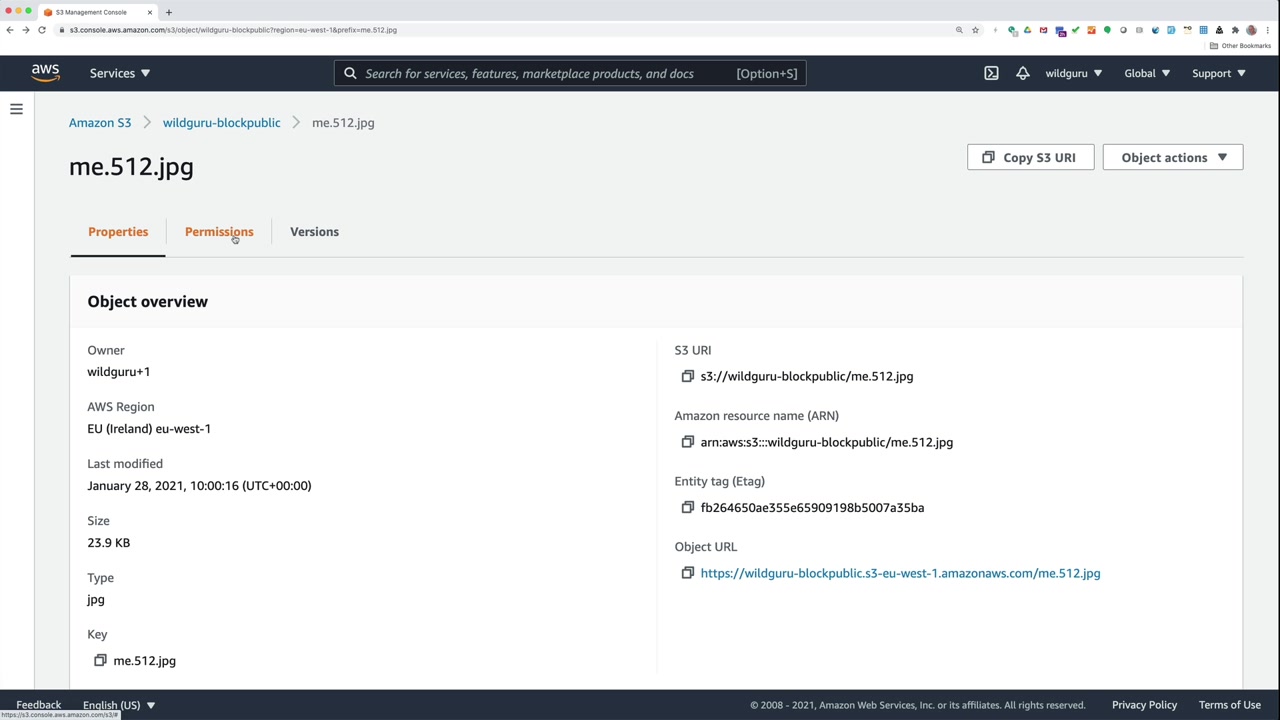 S3 Management Console
s3.console.aws.amazon.com/s3/object/wildguru-blockpublic?region=eu-west-1&prefix=me.512.jpg
Other Bookmarks
aws
Services
Search for services, features, marketplace products, and docs
[Option+S]
wildguru
Global
Support
Amazon S3
wildguru-blockpublic
me.512.jpg
me.512.jpg
Copy S3 URI
Object actions
Properties
Permissions
Versions
Object overview
Owner
wildguru+1
AWS Region
EU (Ireland) eu-west-1
Last modified
January 28, 2021, 10:00:16 (UTC+00:00)
Size
23.9 KB
Type
jpg
Key
me.512.jpg
S3 URI
s3://wildguru-blockpublic/me.512.jpg
Amazon resource name (ARN)
arn:aws:s3:::wildguru-blockpublic/me.512.jpg
Entity tag (Etag)
fb264650ae355e65909198b5007a35ba
Object URL
https://wildguru-blockpublic.s3-eu-west-1.amazonaws.com/me.512.jpg
Feedback
English (US)
© 2008 - 2021, Amazon Web Services, Inc. or its affiliates. All rights reserved.
Privacy Policy
Terms of Use
https://s3.console.aws.amazon.com/s3/#